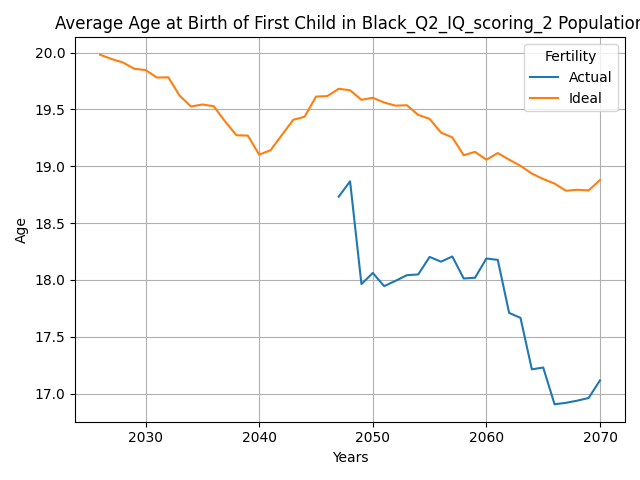 Average Age at Birth of First Child in Black_Q2_IQ_scoring_2 Population
Fertility
Actual
Ideal
Age
20.0
19.5
19.0
18.5
18.0
17.5
17.0
2030 2040 2050 2060 2070
Years